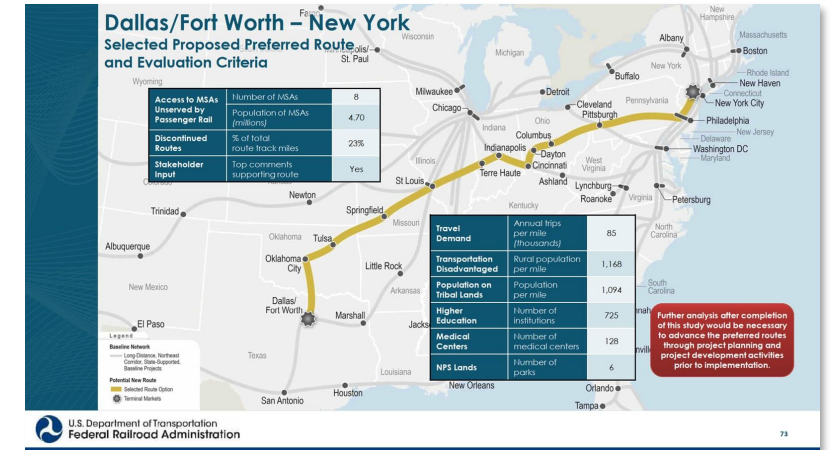 Dallas/Fort Worth – New York
Selected Proposed Preferred Route
and Evaluation Criteria
Access to MSAs Unserved by Passenger Rail
Number of MSAs
8
Population of MSAs (millions)
4.70
Discontinued Routes
% of total route track miles
23%
Stakeholder Input
Top comments supporting route
Yes
Travel Demand
Annual trips per mile (thousands)
85
Transportation Disadvantaged
Rural population per mile
1,168
Population on Tribal Lands
Population per mile
1,094
Higher Education
Number of institutions
725
Medical Centers
Number of medical centers
128
NPS Lands
Number of parks
6
Further analysis after completion
of this study would be necessary
to advance the preferred routes
through project planning and
project development activities
prior to implementation.
Wisconsin
St. Paul
Michigan
New Hampshire
Massachusetts
Albany
Boston
New York
Buffalo
Rhode Island
New Haven
Connecticut
New York City
Wyoming
Milwaukee
Detroit
Chicago
Cleveland
Pittsburgh
Pennsylvania
Philadelphia
New Jersey
Delaware
Washington DC
Maryland
Indiana
Ohio
Columbus
Indianapolis
Dayton
Cincinnati
West Virginia
Illinois
Terre Haute
Ashland
Lynchburg
Roanoke
Virginia
Petersburg
St Louis
Newton
Kentucky
Trinidad
Springfield
Missouri
North Carolina
Oklahoma
Tulsa
Albuquerque
Oklahoma City
Little Rock
New Mexico
Arkansas
South Carolina
Dallas/
Fort Worth
Marshall
El Paso
Texas
Louisiana
San Antonio
Houston
New Orleans
Orlando
Tampa
Legend
Baseline Network
Long-Distance, Northeast
Corridor, State-Supported,
Baseline Projects
Potential New Route
Selected Route Option
Terminal Markets
U.S. Department of Transportation
Federal Railroad Administration
73